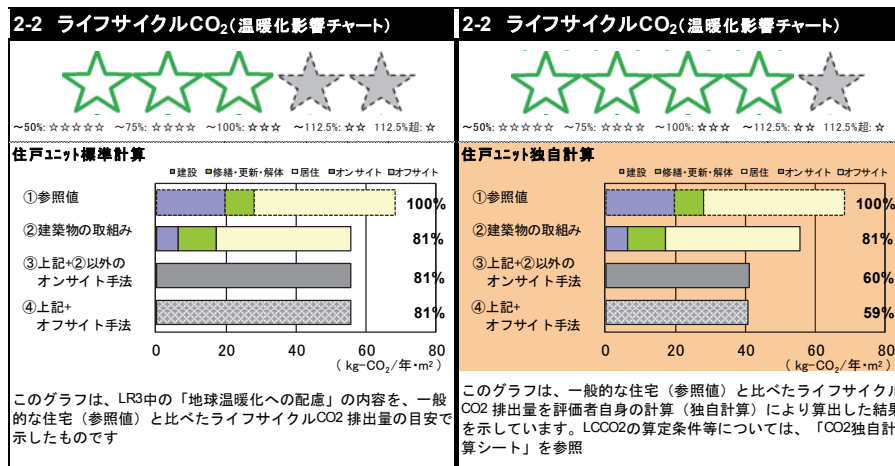 2-2 ライフサイクルCO₂(温暖化影響チャート)
~50%: ☆☆☆☆☆ ~75%: ☆☆☆☆ ~100%: ☆☆☆ ~112.5%: ☆☆ 112.5%超: ☆
住戸ユニット標準計算
■建設 ■修繕・更新・解体 □居住 ■オンサイト ■オフサイト
①参照値
100%
②建築物の取組み
81%
③上記+②以外の
オンサイト手法
81%
④上記+
オフサイト手法
81%
0 20 40 60 80
( kg-CO₂/年・m² )
このグラフは、LR3中の「地球温暖化への配慮」の内容を、一般
的な住宅（参照値）と比べたライフサイクルCO2 排出量の目安で
示したものです
2-2 ライフサイクルCO₂(温暖化影響チャート)
~50%: ☆☆☆☆☆ ~75%: ☆☆☆☆ ~100%: ☆☆☆ ~112.5%: ☆☆ 112.5%超: ☆
住戸ユニット独自計算
■建設 ■修繕・更新・解体 □居住 ■オンサイト □オフサイト
①参照値
100%
②建築物の取組み
81%
③上記+②以外の
オンサイト手法
60%
④上記+
オフサイト手法
59%
0 20 40 60 80
( kg-CO₂/年・m² )
このグラフは、一般的な住宅（参照値）と比べたライフサイクル
CO2 排出量を評価者自身の計算（独自計算）により算出した結果
を示しています。LCCO2の算定条件等については、「CO2独自計
算シート」を参照